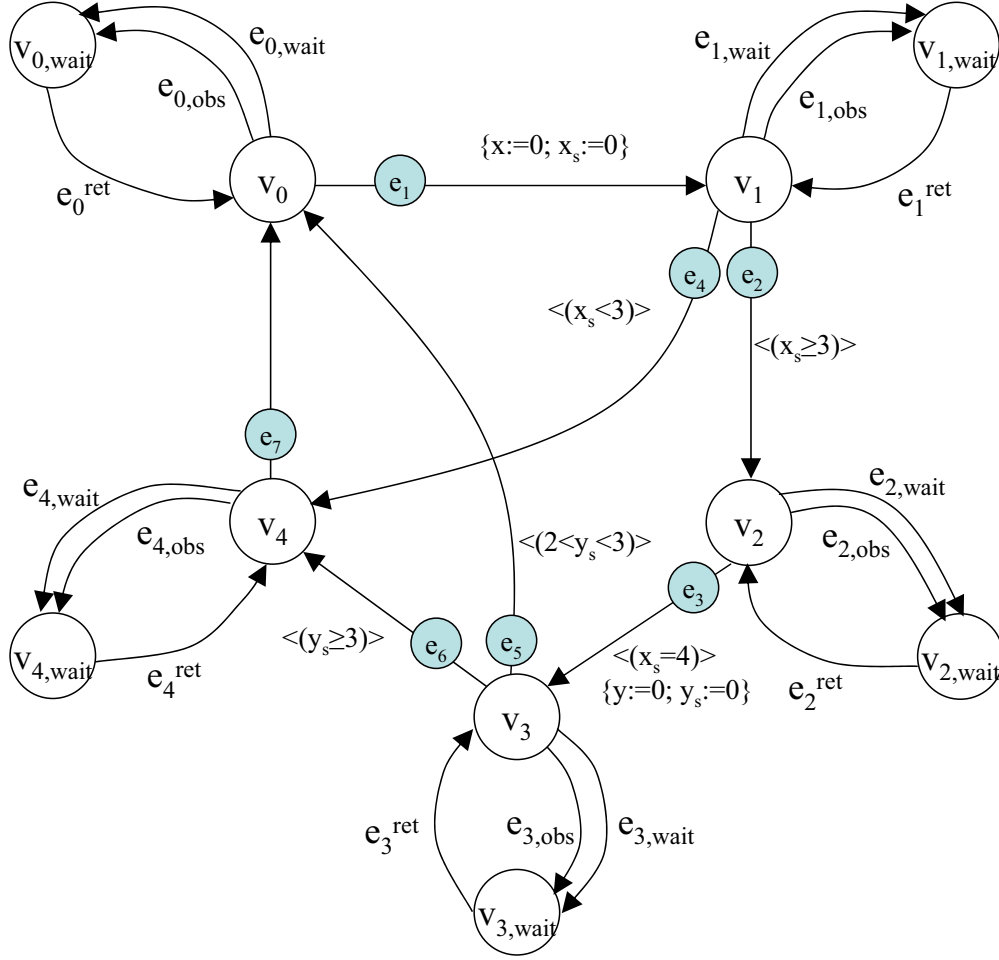 e₀,wait
v₀,wait
e₀,obs
e₀ʳᵉᵗ
v₀
e₁,wait
v₁,wait
e₁,obs
e₁ʳᵉᵗ
v₁
{x:=0; xₛ:=0}
e₁
e₄
e₂
<(xₛ<3)>
<(xₛ≥3)>
e₇
e₄,wait
e₄,obs
v₄
v₄,wait
e₄ʳᵉᵗ
e₂,wait
e₂,obs
v₂
v₂,wait
e₂ʳᵉᵗ
<(2<yₛ<3)>
e₃
<(yₛ≥3)>
e₆
e₅
<(xₛ=4)>
{y:=0; yₛ:=0}
v₃
e₃ʳᵉᵗ
e₃,obs
e₃,wait
v₃,wait